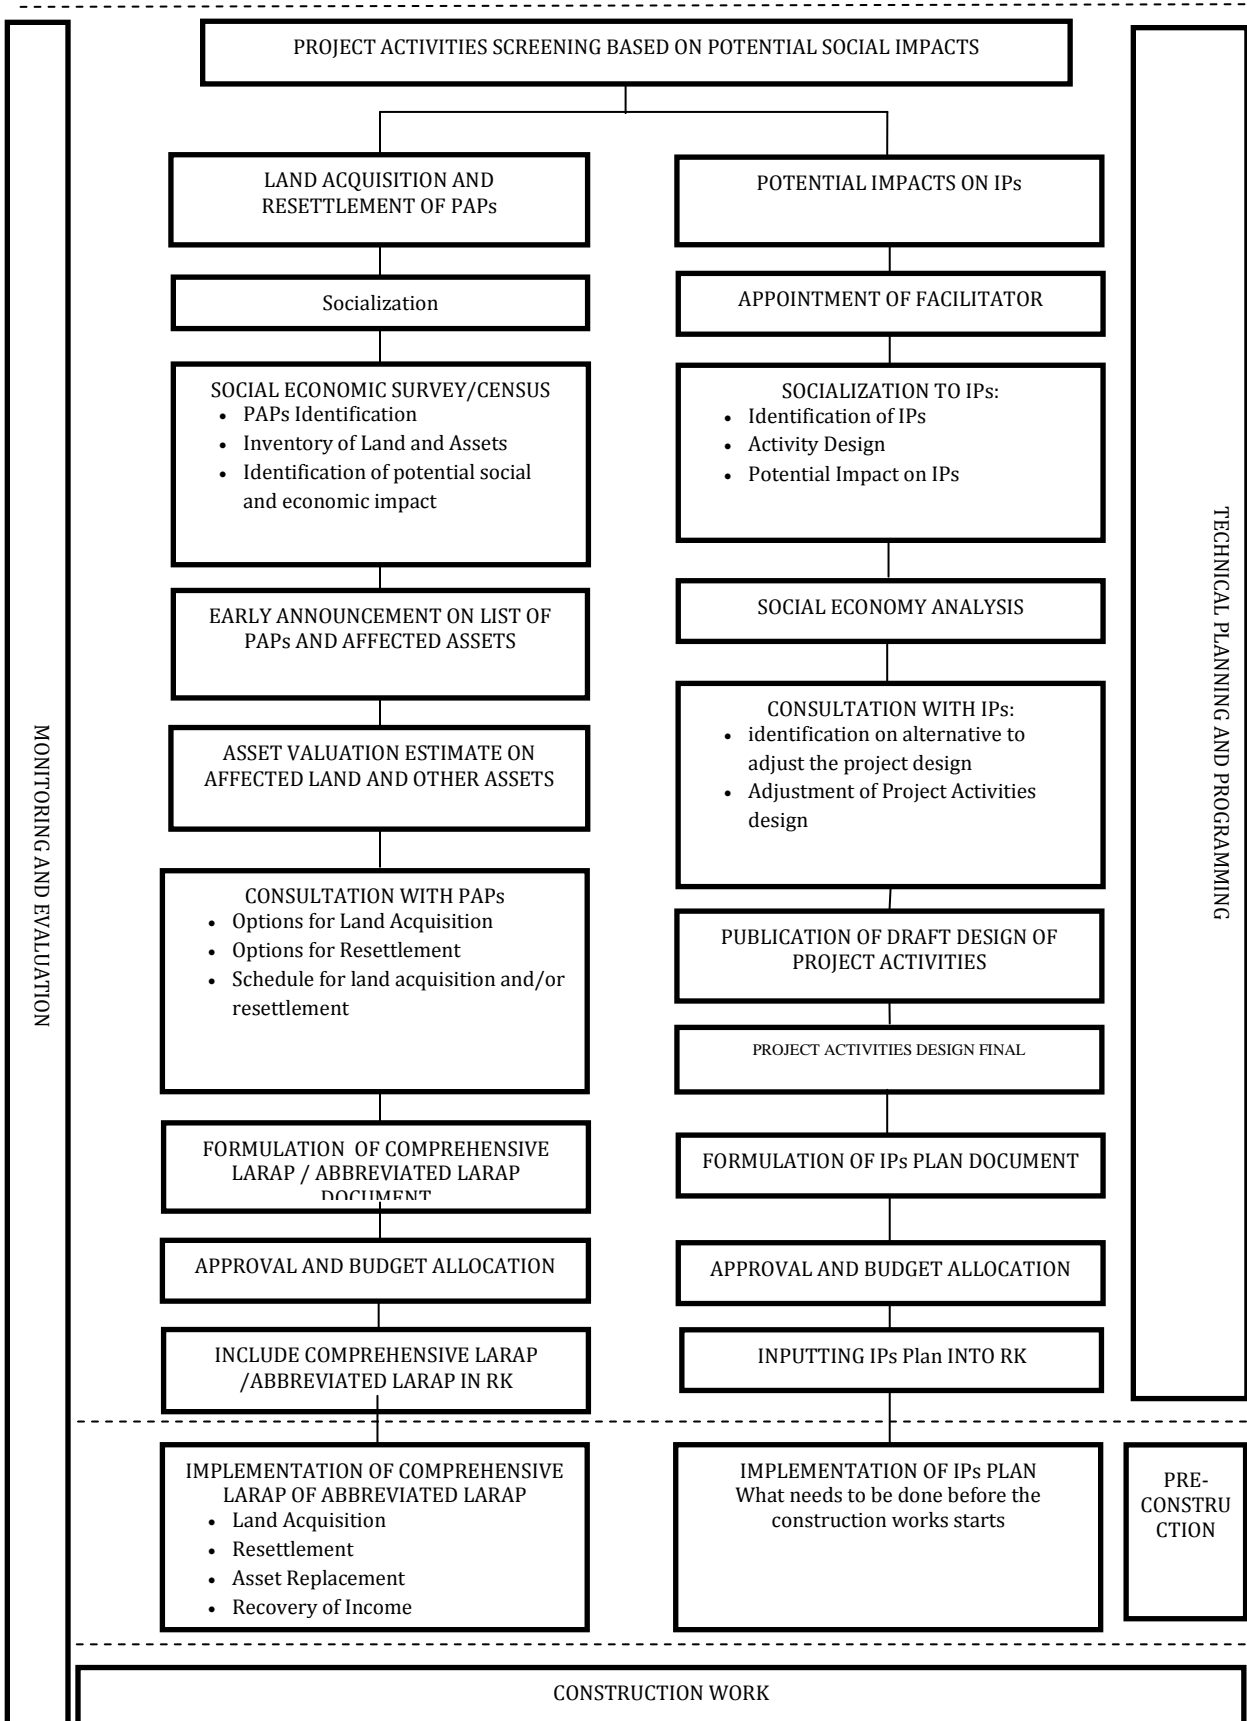 PROJECT ACTIVITIES SCREENING BASED ON POTENTIAL SOCIAL IMPACTS
LAND ACQUISITION AND
RESETTLEMENT OF PAPs
Socialization
SOCIAL ECONOMIC SURVEY/CENSUS
• PAPs Identification
• Inventory of Land and Assets
• Identification of potential social
and economic impact
EARLY ANNOUNCEMENT ON LIST OF
PAPs AND AFFECTED ASSETS
ASSET VALUATION ESTIMATE ON
AFFECTED LAND AND OTHER ASSETS
CONSULTATION WITH PAPs
• Options for Land Acquisition
• Options for Resettlement
• Schedule for land acquisition and/or
resettlement
FORMULATION OF COMPREHENSIVE
LARAP / ABBREVIATED LARAP
DOCUMENT
APPROVAL AND BUDGET ALLOCATION
INCLUDE COMPREHENSIVE LARAP
/ABBREVIATED LARAP IN RK
IMPLEMENTATION OF COMPREHENSIVE
LARAP OF ABBREVIATED LARAP
• Land Acquisition
• Resettlement
• Asset Replacement
• Recovery of Income
POTENTIAL IMPACTS ON IPs
APPOINTMENT OF FACILITATOR
SOCIALIZATION TO IPs:
• Identification of IPs
• Activity Design
• Potential Impact on IPs
SOCIAL ECONOMY ANALYSIS
CONSULTATION WITH IPs:
• identification on alternative to
adjust the project design
• Adjustment of Project Activities
design
PUBLICATION OF DRAFT DESIGN OF
PROJECT ACTIVITIES
PROJECT ACTIVITIES DESIGN FINAL
FORMULATION OF IPs PLAN DOCUMENT
APPROVAL AND BUDGET ALLOCATION
INPUTTING IPs Plan INTO RK
IMPLEMENTATION OF IPs PLAN
What needs to be done before the
construction works starts
MONITORING AND EVALUATION
TECHNICAL PLANNING AND PROGRAMMING
PRE-
CONSTRU
CTION
CONSTRUCTION WORK